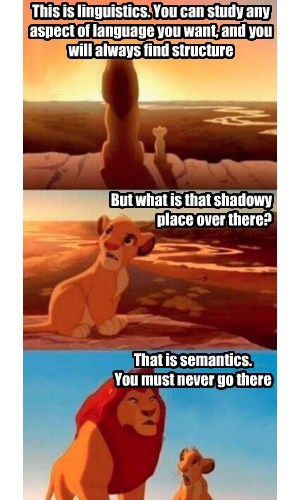 This is linguistics. You can study any
aspect of language you want, and you
will always find structure
But what is that shadowy
place over there?
That is semantics.
You must never go there